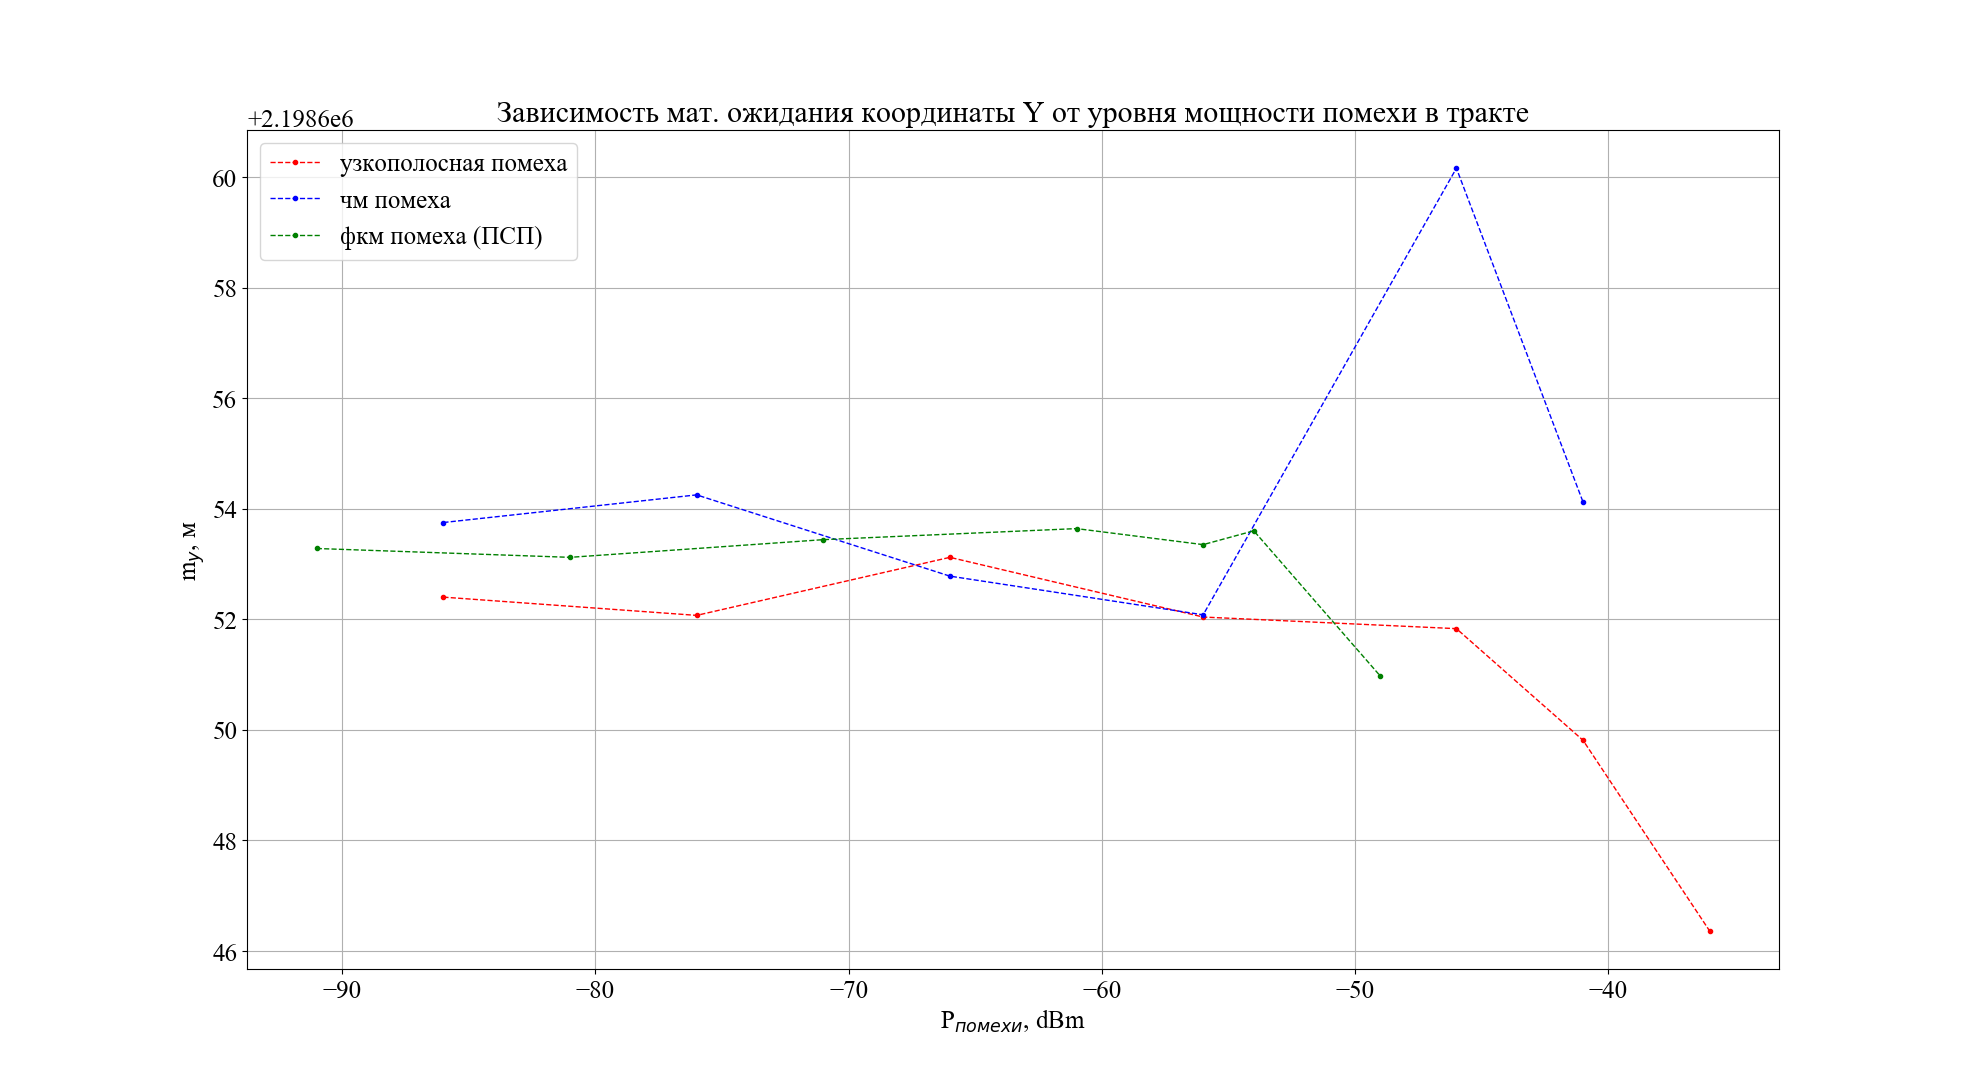 Зависимость мат. ожидания координаты Y от уровня мощности помехи в тракте
+2.1986e6
узкополосная помеха
чм помеха
фкм помеха (ПСП)
60
58
56
54
52
50
48
46
my, м
−90
−80
−70
−60
−50
−40
Pпомехи, dBm